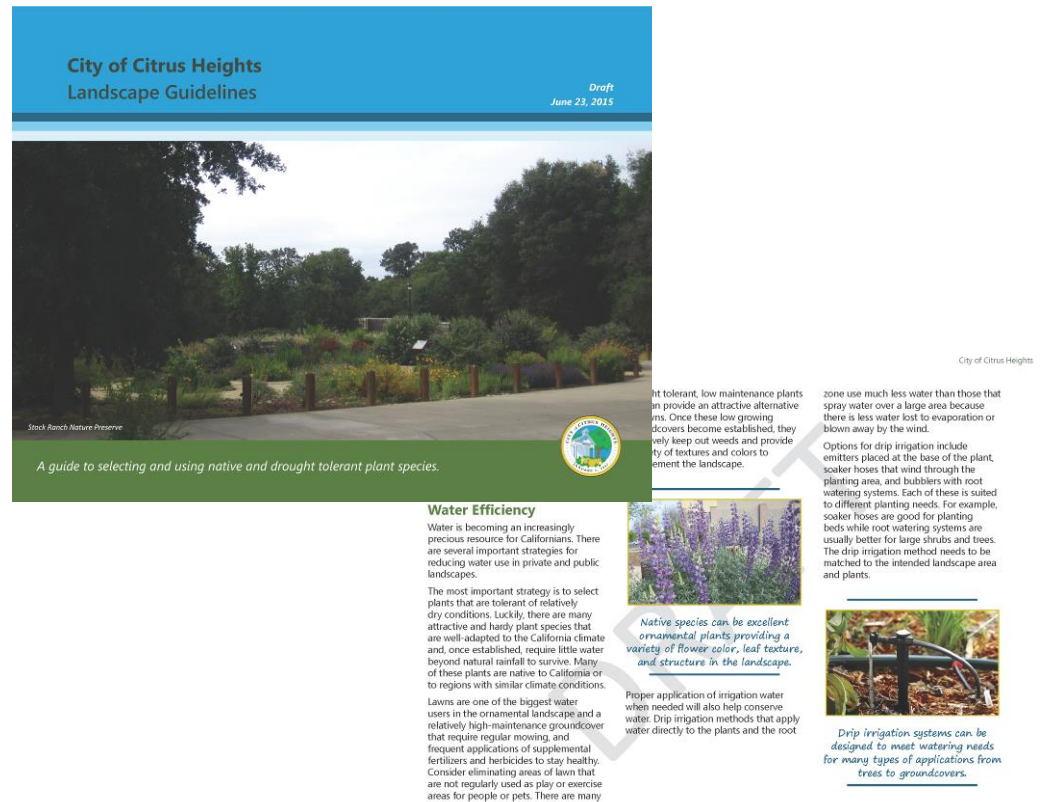 City of Citrus Heights
Landscape Guidelines
Draft
June 23, 2015
Stock Ranch Nature Preserve
A guide to selecting and using native and drought tolerant plant species.
City of Citrus Heights
Water Efficiency
Water is becoming an increasingly
precious resource for Californians. There
are several important strategies for
reducing water use in private and public
landscapes.
The most important strategy is to select
plants that are tolerant of relatively
dry conditions. Luckily, there are many
attractive and hardy plant species that
are well-adapted to the California climate
and, once established, require little water
beyond natural rainfall to survive. Many
of these plants are native to California or
to regions with similar climate conditions.
Lawns are one of the biggest water
users in the ornamental landscape and a
relatively high-maintenance groundcover
that require regular mowing, and
frequent applications of supplemental
fertilizers and herbicides to stay healthy.
Consider eliminating areas of lawn that
are not regularly used as play or exercise
areas for people or pets. There are many
tolerant, low maintenance plants
provide an attractive alternative
Once these low growing
become established, they
keep out weeds and provide
of textures and colors to
the landscape.
Native species can be excellent
ornamental plants providing a
variety of flower color, leaf texture,
and structure in the landscape.
Proper application of irrigation water
when needed will also help conserve
water. Drip irrigation methods that apply
water directly to the plants and the root
zone use much less water than those that
spray water over a large area because
there is less water lost to evaporation or
blown away by the wind.
Options for drip irrigation include
emitters placed at the base of the plant,
soaker hoses that wind through the
planting area, and bubblers with root
watering systems. Each of these is suited
to different planting needs. For example,
soaker hoses are good for planting
beds while root watering systems are
usually better for large shrubs and trees.
The drip irrigation method needs to be
matched to the intended landscape area
and plants.
Drip irrigation systems can be
designed to meet watering needs
for many types of applications from
trees to groundcovers.
DRAFT